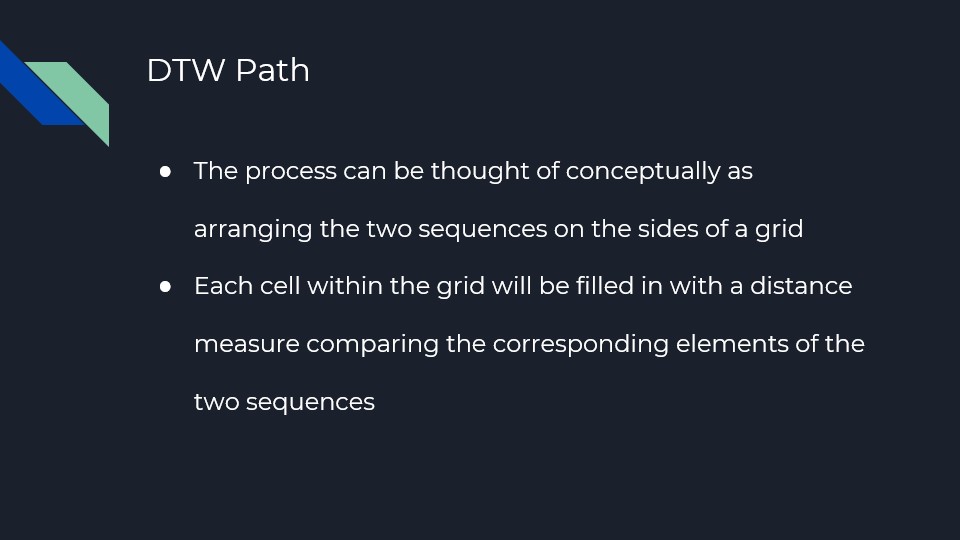 DTW Path
● The process can be thought of conceptually as
arranging the two sequences on the sides of a grid
● Each cell within the grid will be filled in with a distance
measure comparing the corresponding elements of the
two sequences